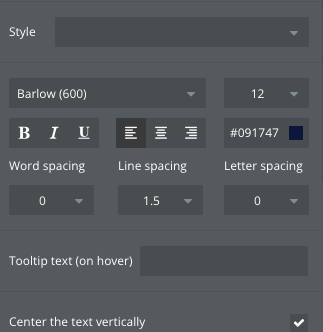 Style
Barlow (600) 12
B I U #091747
Word spacing Line spacing Letter spacing
0 1.5 0
Tooltip text (on hover)
Center the text vertically